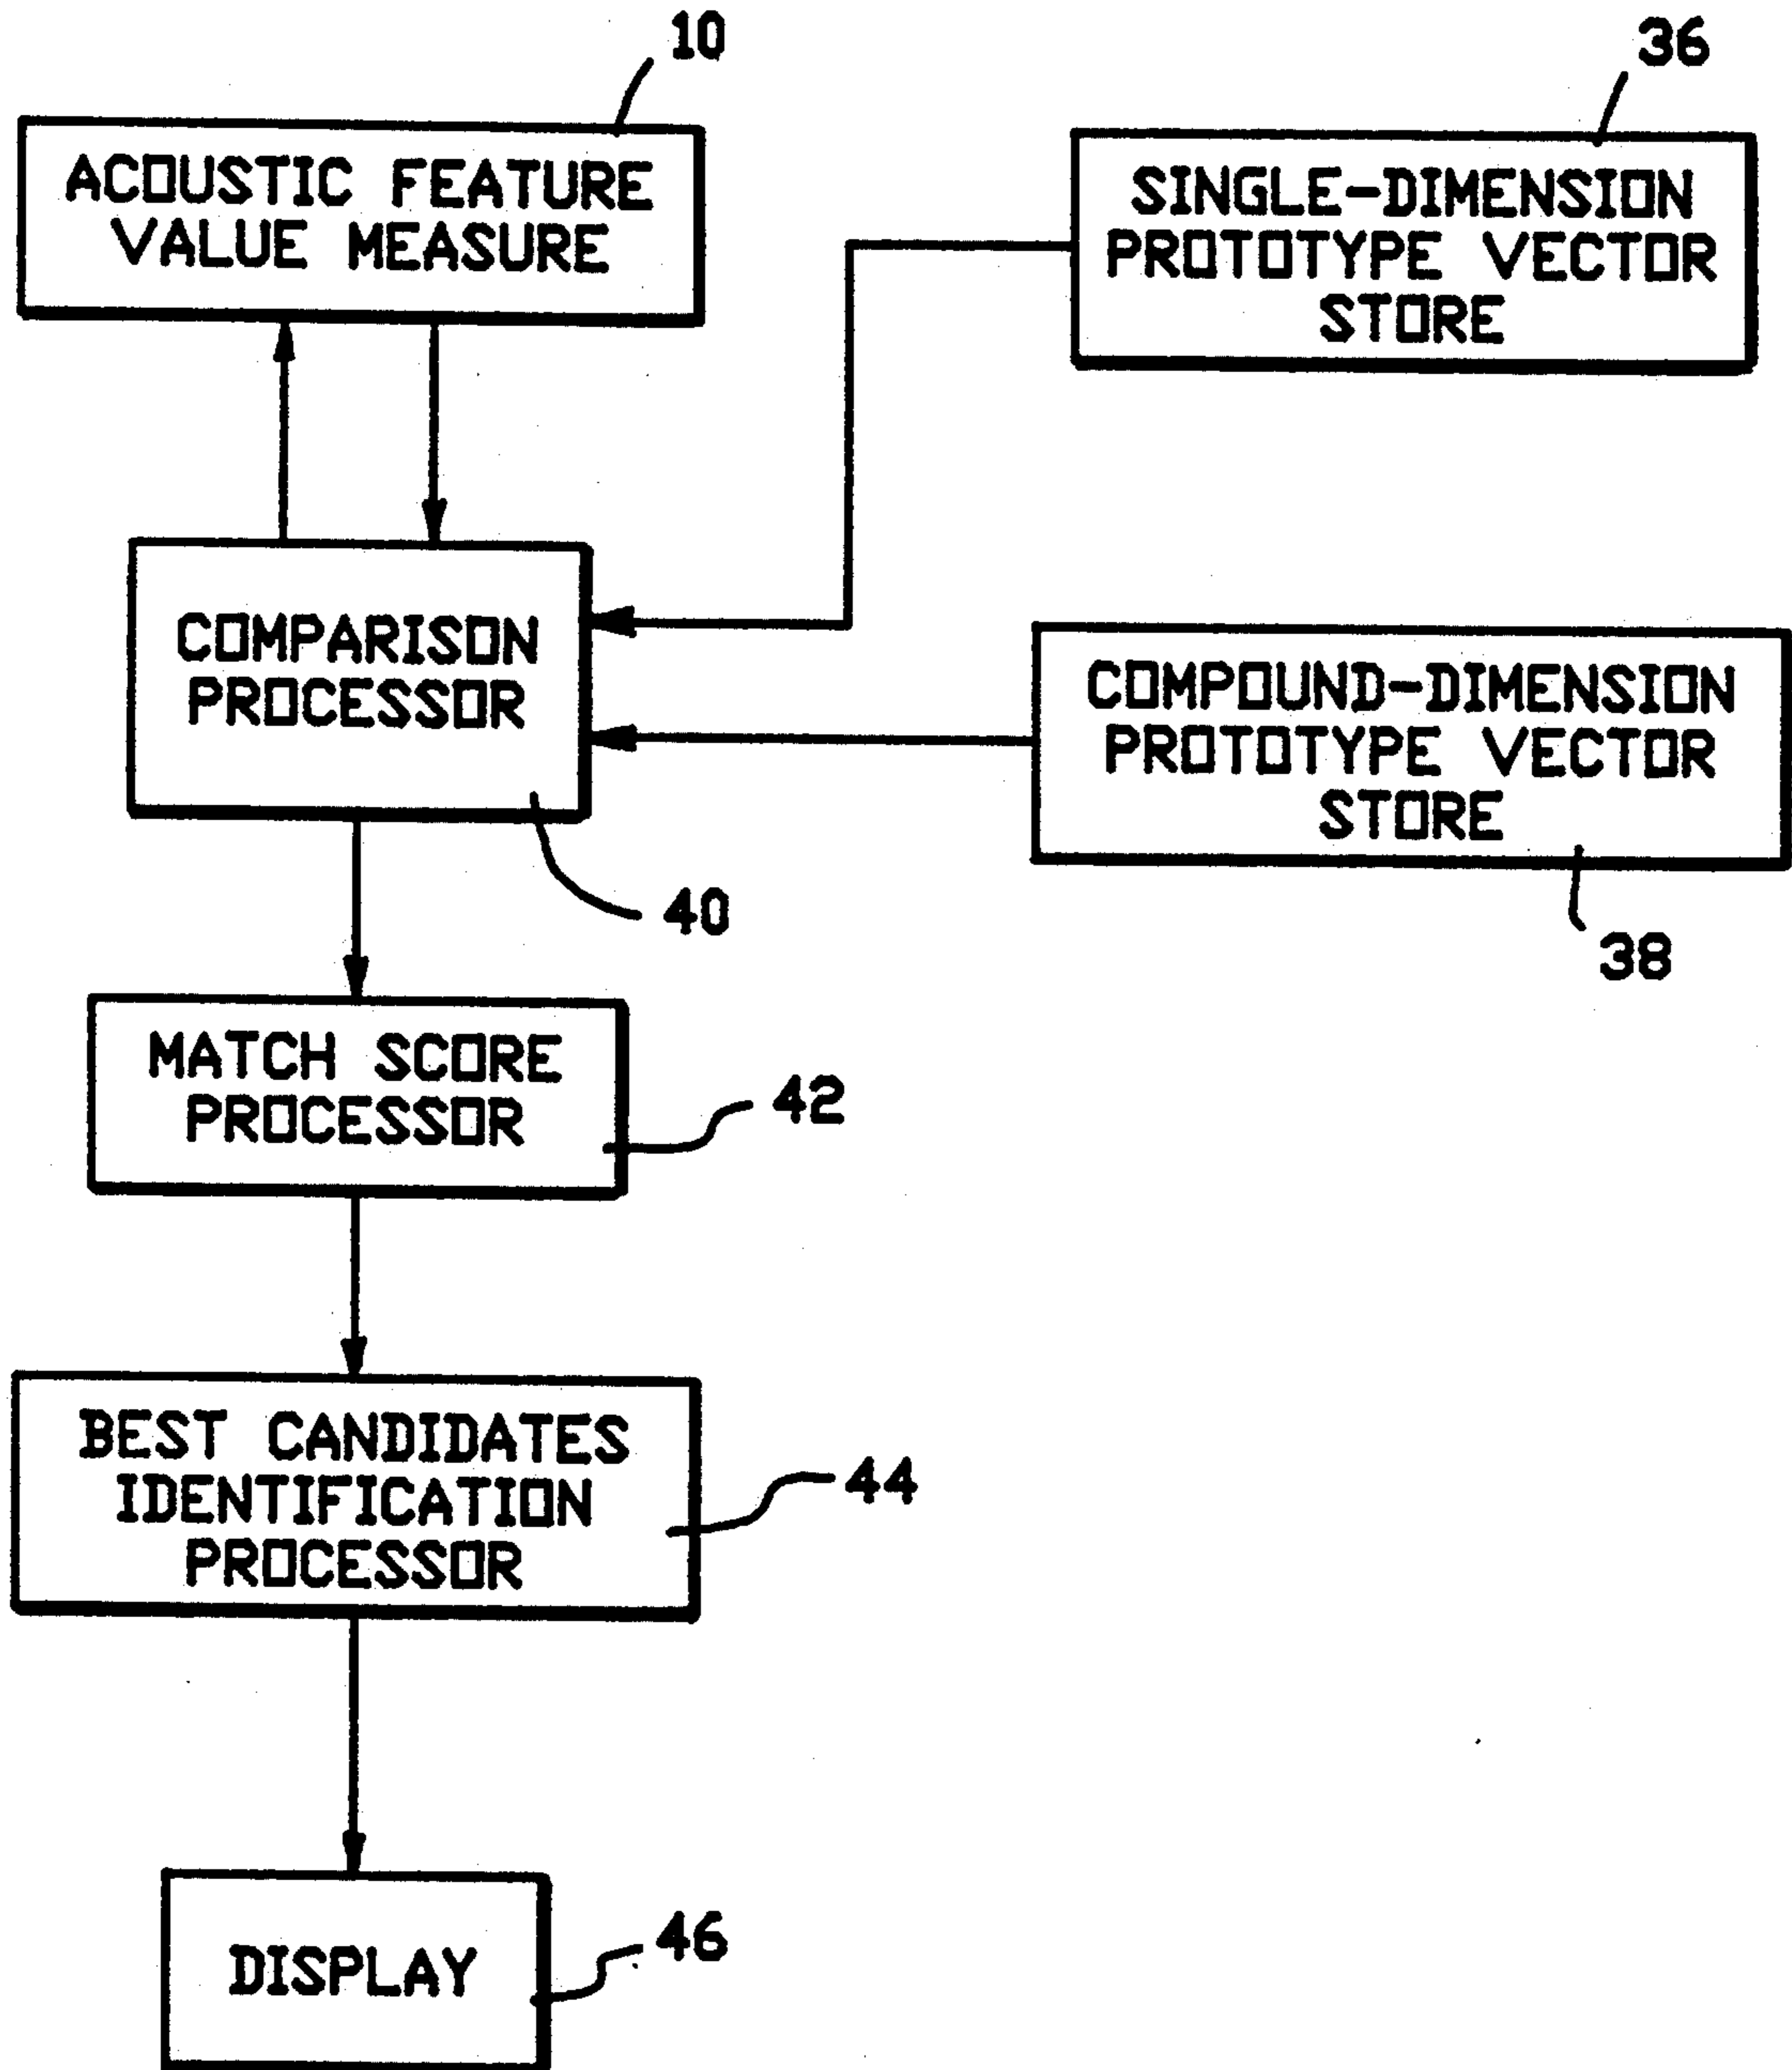 10
ACOUSTIC FEATURE
VALUE MEASURE
36
SINGLE-DIMENSION
PROTOTYPE VECTOR
STORE
COMPARISON
PROCESSOR
40
COMPOUND-DIMENSION
PROTOTYPE VECTOR
STORE
38
MATCH SCORE
PROCESSOR
42
BEST CANDIDATES
IDENTIFICATION
PROCESSOR
44
DISPLAY
46